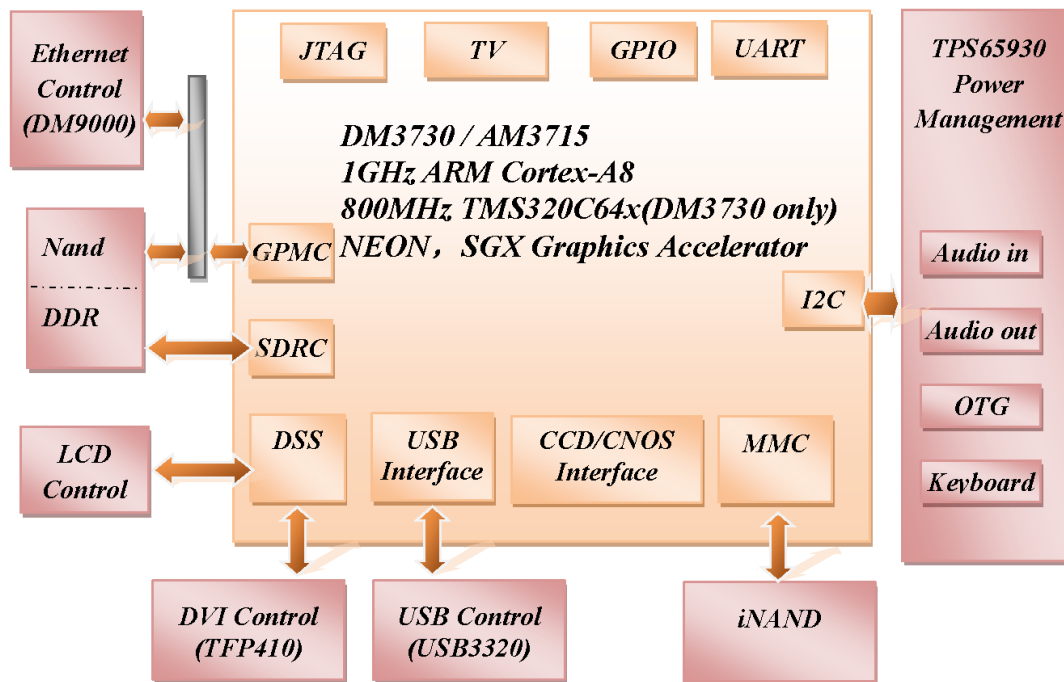 Ethernet
Control
(DM9000)
JTAG
TV
GPIO
UART
TPS65930
Power
Management
DM3730 / AM3715
1GHz ARM Cortex-A8
800MHz TMS320C64x(DM3730 only)
NEON，SGX Graphics Accelerator
Nand
DDR
GPMC
SDRC
I2C
Audio in
Audio out
OTG
Keyboard
LCD
Control
DSS
USB
Interface
CCD/CNOS
Interface
MMC
DVI Control
(TFP410)
USB Control
(USB3320)
iNAND